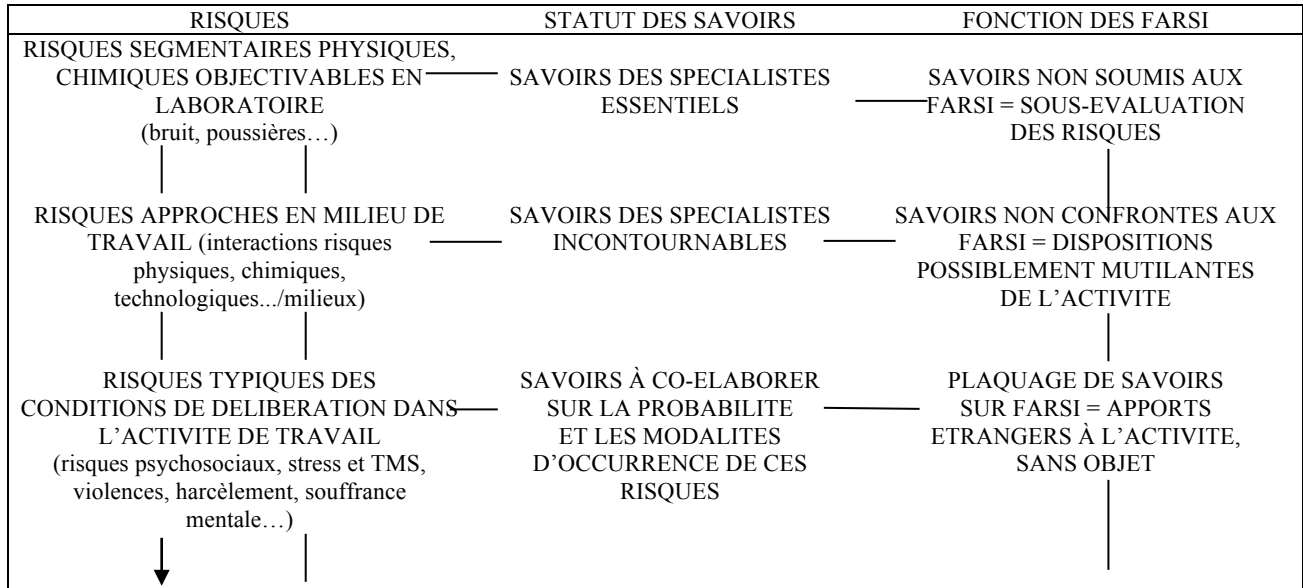 RISQUES
STATUT DES SAVOIRS
FONCTION DES FARSI
RISQUES SEGMENTAIRES PHYSIQUES,
CHIMIQUES OBJECTIVABLES EN
LABORATOIRE
(bruit, poussières…)
SAVOIRS DES SPECIALISTES
ESSENTIELS
SAVOIRS NON SOUMIS AUX
FARSI = SOUS-EVALUATION
DES RISQUES
RISQUES APPROCHES EN MILIEU DE
TRAVAIL (interactions risques
physiques, chimiques,
technologiques.../milieux)
SAVOIRS DES SPECIALISTES
INCONTOURNABLES
SAVOIRS NON CONFRONTES AUX
FARSI = DISPOSITIONS
POSSIBLEMENT MUTILANTES
DE L’ACTIVITE
RISQUES TYPIQUES DES
CONDITIONS DE DELIBERATION DANS
L’ACTIVITE DE TRAVAIL
(risques psychosociaux, stress et TMS,
violences, harcèlement, souffrance
mentale…)
SAVOIRS À CO-ELABORER
SUR LA PROBABILITE
ET LES MODALITES
D’OCCURRENCE DE CES
RISQUES
PLAQUAGE DE SAVOIRS
SUR FARSI = APPORTS
ETRANGERS À L’ACTIVITE,
SANS OBJET